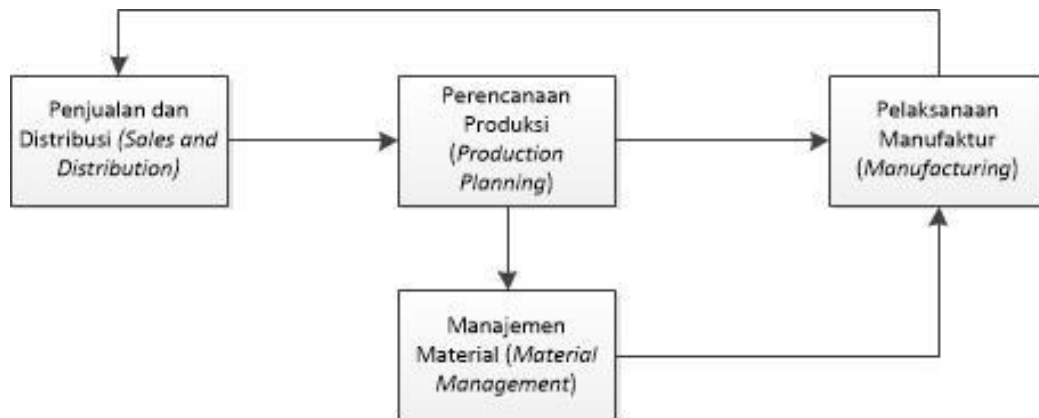 Penjualan dan
Distribusi (Sales and
Distribution)
Perencanaan
Produksi
(Production
Planning)
Pelaksanaan
Manufaktur
(Manufacturing)
Manajemen
Material (Material
Management)